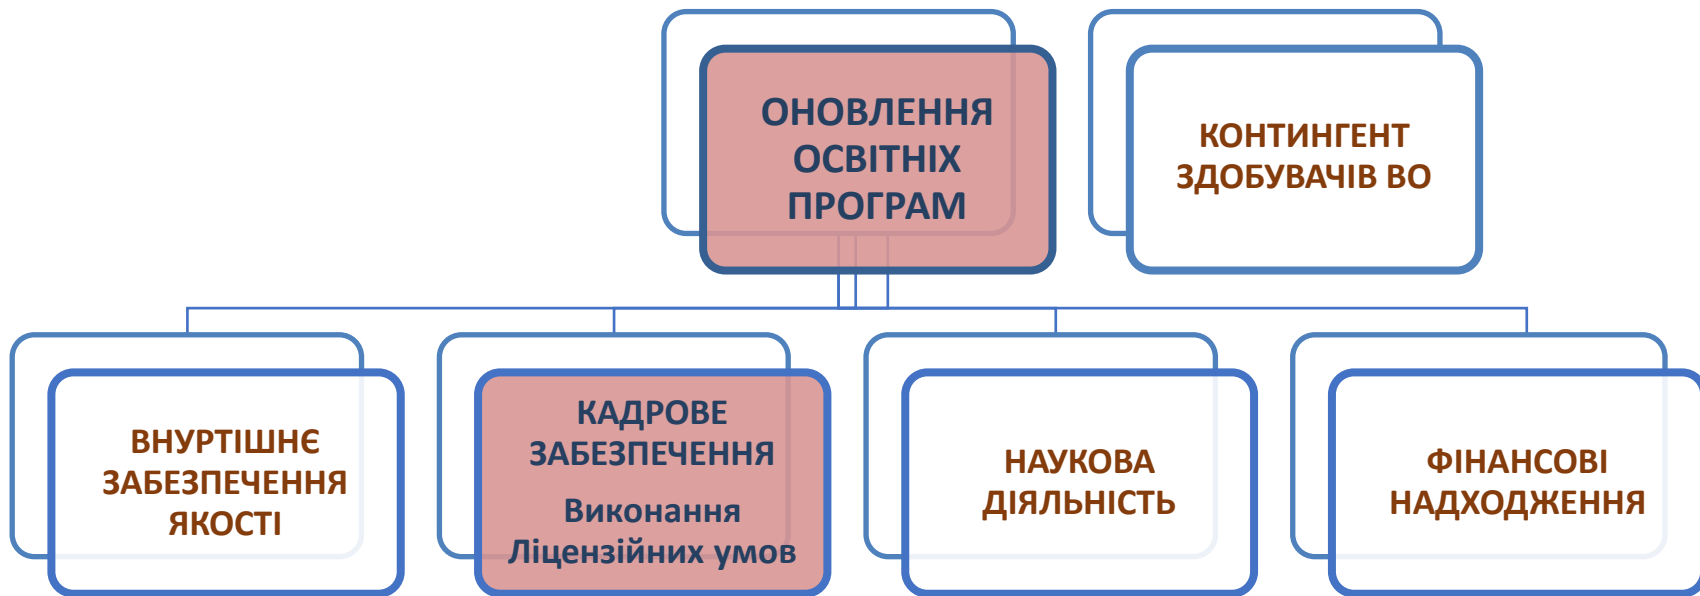 ОНОВЛЕННЯ
ОСВІТНІХ
ПРОГРАМ
КОНТИНГЕНТ
ЗДОБУВАЧІВ ВО
ВНУРТІШНЄ
ЗАБЕЗПЕЧЕННЯ
ЯКОСТІ
КАДРОВЕ
ЗАБЕЗПЕЧЕННЯ
Виконання
Ліцензійних умов
НАУКОВА
ДІЯЛЬНІСТЬ
ФІНАНСОВІ
НАДХОДЖЕННЯ